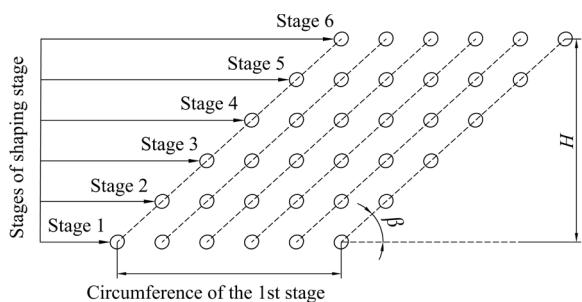 Stage 6
Stage 5
Stage 4
Stage 3
Stage 2
Stage 1
Stages of shaping stage
H
β
Circumference of the 1st stage